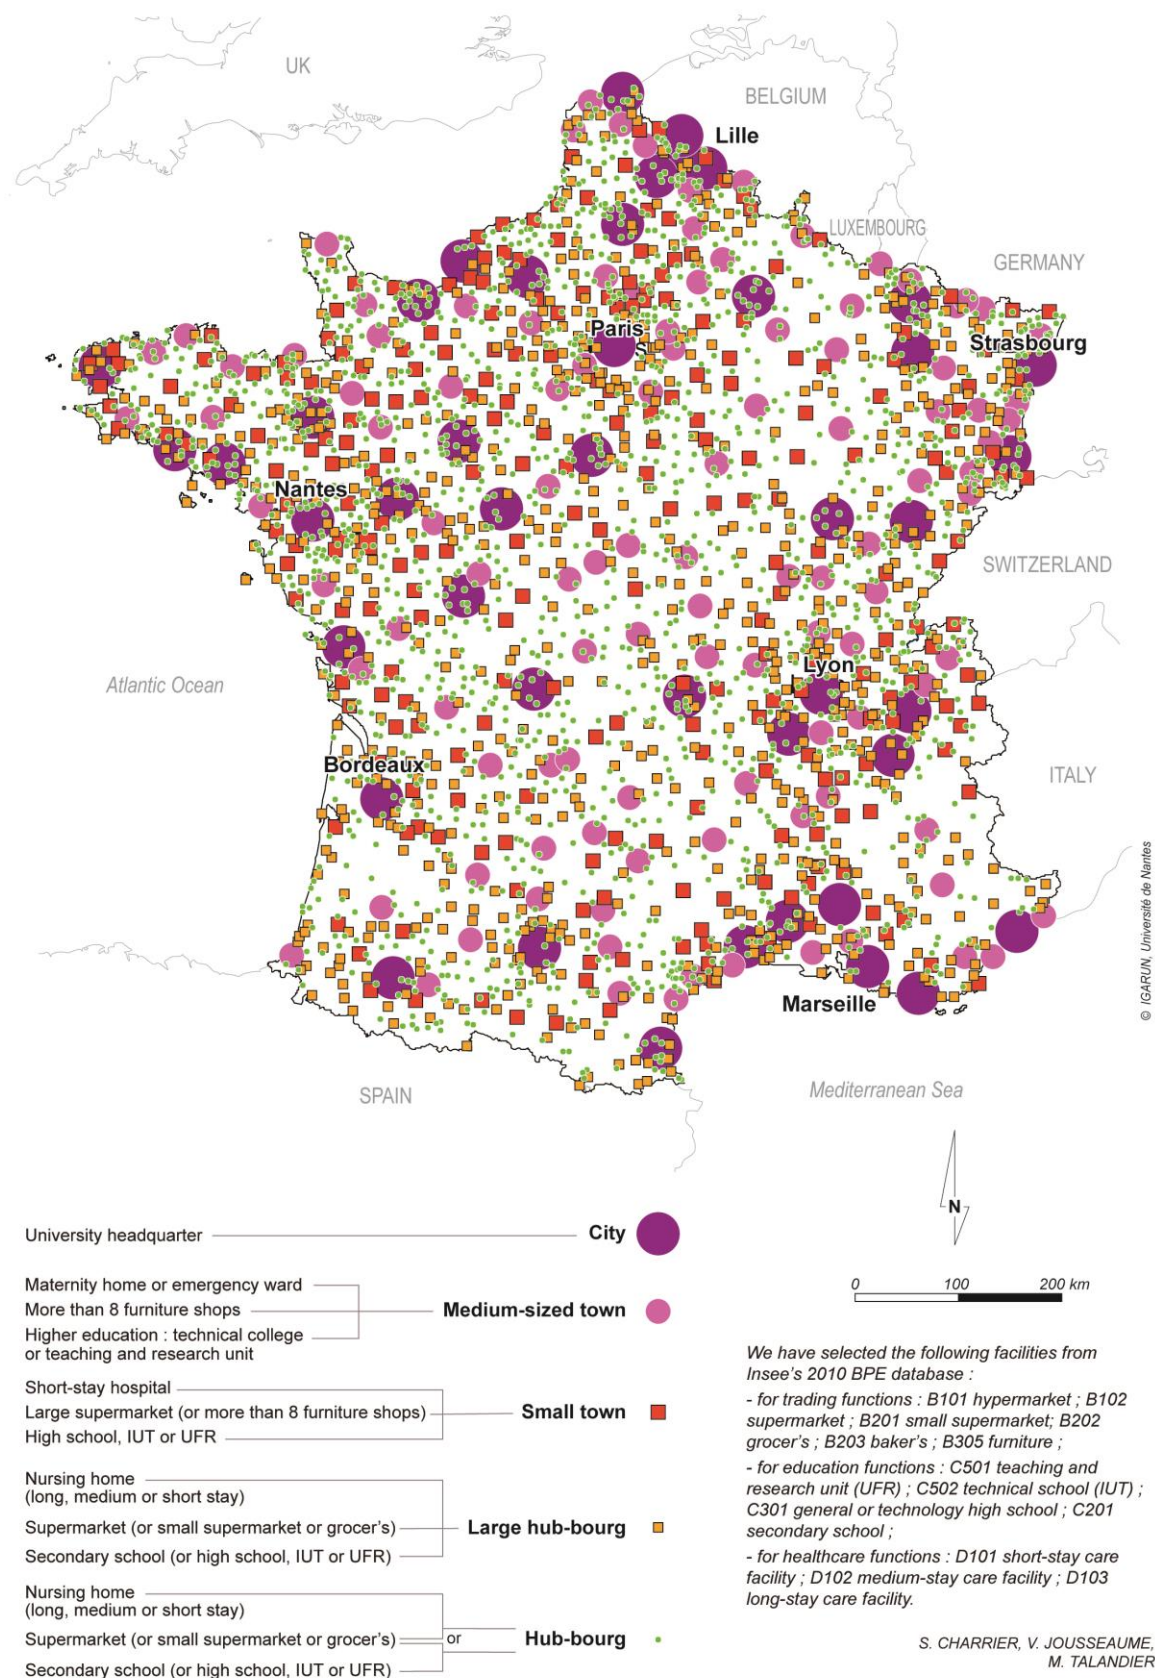 UK
BELGIUM
Lille
LUXEMBOURG
GERMANY
Paris
S
Strasbourg
Nantes
SWITZERLAND
Lyon
Atlantic Ocean
Bordeaux
ITALY
Marseille
SPAIN
Mediterranean Sea
© IGARUN, Université de Nantes
N
0 100 200 km
University headquarter
City
Maternity home or emergency ward
More than 8 furniture shops
Medium-sized town
Higher education : technical college
or teaching and research unit
Short-stay hospital
Large supermarket (or more than 8 furniture shops)
Small town
High school, IUT or UFR
Nursing home
(long, medium or short stay)
Supermarket (or small supermarket or grocer's)
Large hub-bourg
Secondary school (or high school, IUT or UFR)
Nursing home
(long, medium or short stay)
Supermarket (or small supermarket or grocer's)
or
Hub-bourg
Secondary school (or high school, IUT or UFR)
We have selected the following facilities from
Insee's 2010 BPE database :
- for trading functions : B101 hypermarket ; B102
supermarket ; B201 small supermarket; B202
grocer's ; B203 baker's ; B305 furniture ;
- for education functions : C501 teaching and
research unit (UFR) ; C502 technical school (IUT) ;
C301 general or technology high school ; C201
secondary school ;
- for healthcare functions : D101 short-stay care
facility ; D102 medium-stay care facility ; D103
long-stay care facility.
S. CHARRIER, V. JOUSSEAUME,
M. TALANDIER